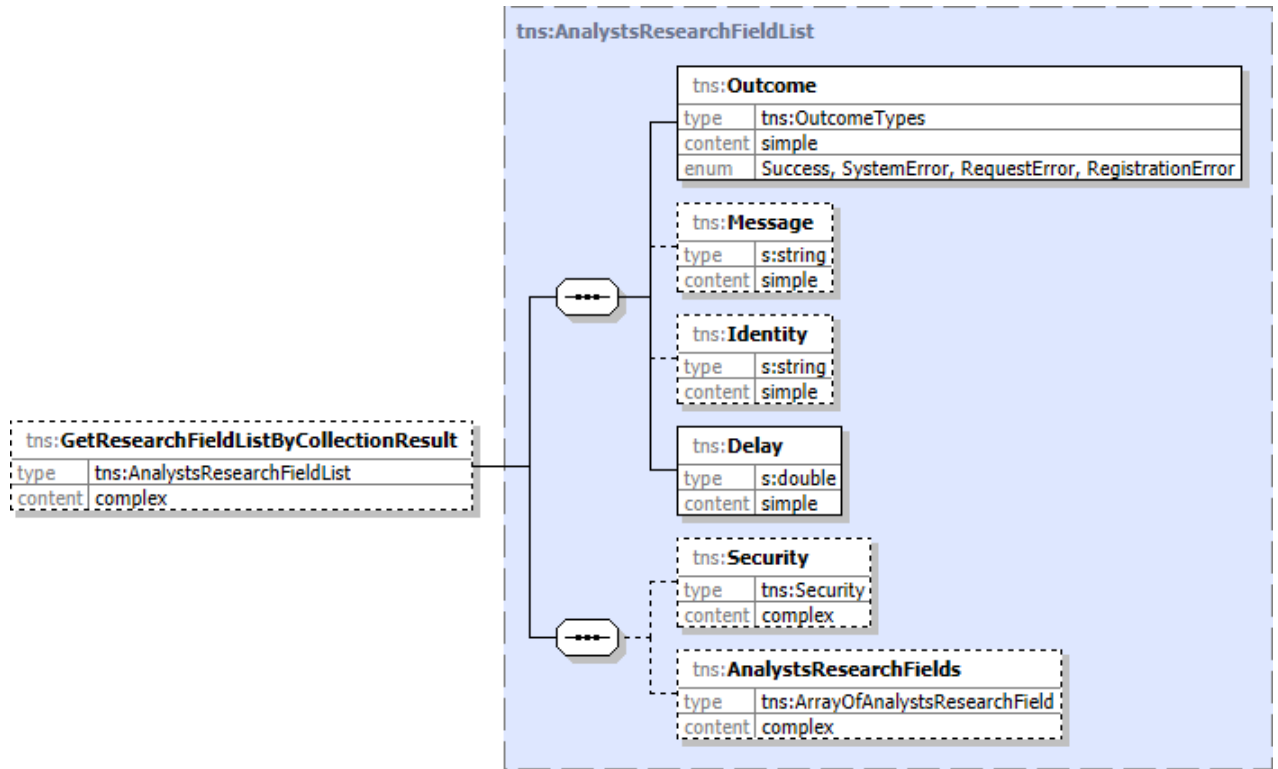 tns:AnalystsResearchFieldList
tns:Outcome
type tns:OutcomeTypes
content simple
enum Success, SystemError, RequestError, RegistrationError
tns:Message
type s:string
content simple
tns:Identity
type s:string
content simple
tns:GetResearchFieldListByCollectionResult
type tns:AnalystsResearchFieldList
content complex
tns:Delay
type s:double
content simple
tns:Security
type tns:Security
content complex
tns:AnalystsResearchFields
type tns:ArrayOfAnalystsResearchField
content complex